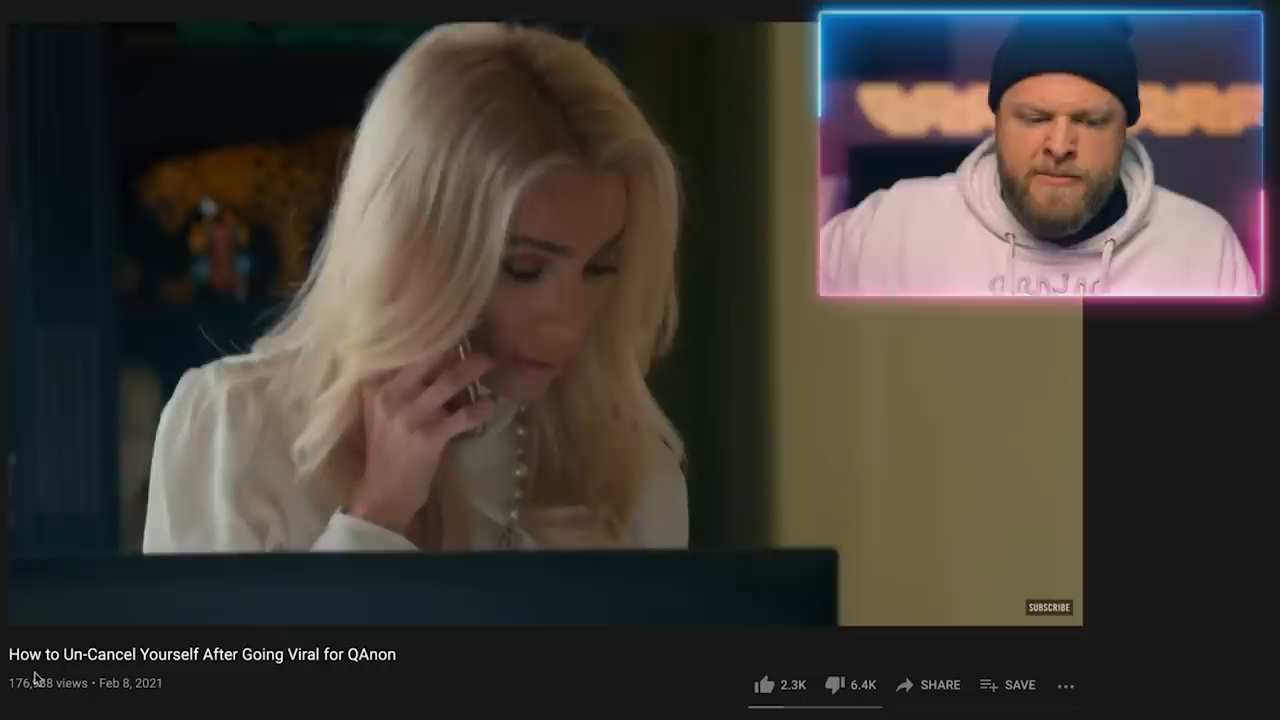 SUBSCRIBE
How to Un-Cancel Yourself After Going Viral for QAnon
views • Feb 8, 2021
2.3K 6.4K SHARE SAVE